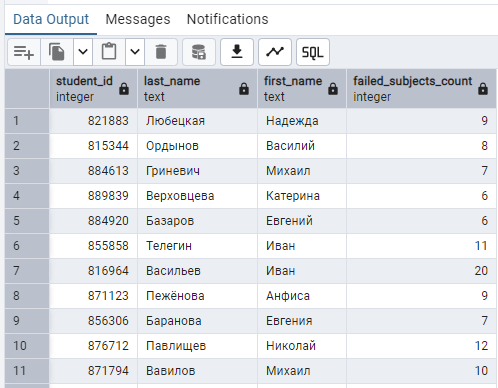 Data Output Messages Notifications
SQL
student_id last_name first_name failed_subjects_count
integer text text integer
1 821883 Любецкая Надежда 9
2 815344 Ордынов Василий 8
3 884613 Гриневич Михаил 7
4 889839 Верховцева Катерина 6
5 884920 Базаров Евгений 6
6 855858 Телегин Иван 11
7 816964 Васильев Иван 20
8 871123 Пежёнова Анфиса 9
9 856306 Баранова Евгения 7
10 876712 Павлищев Николай 12
11 871794 Вавилов Михаил 10